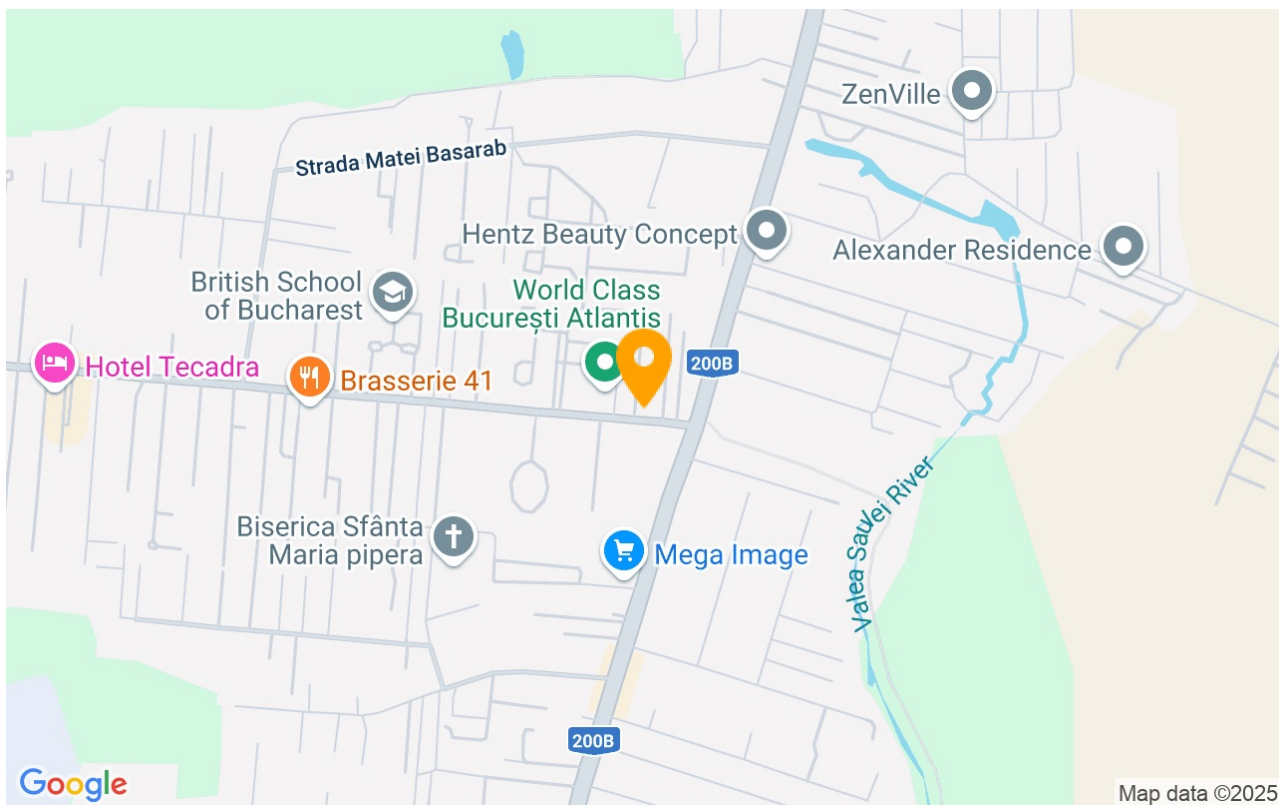 ZenVille
Strada Matei Basarab
Hentz Beauty Concept
Alexander Residence
British School
of Bucharest
World Class
București Atlantis
200B
Hotel Tecadra
Brasserie 41
Valea Saulei River
Biserica Sfânta
Maria pipera
Mega Image
200B
Google
Map data ©2025